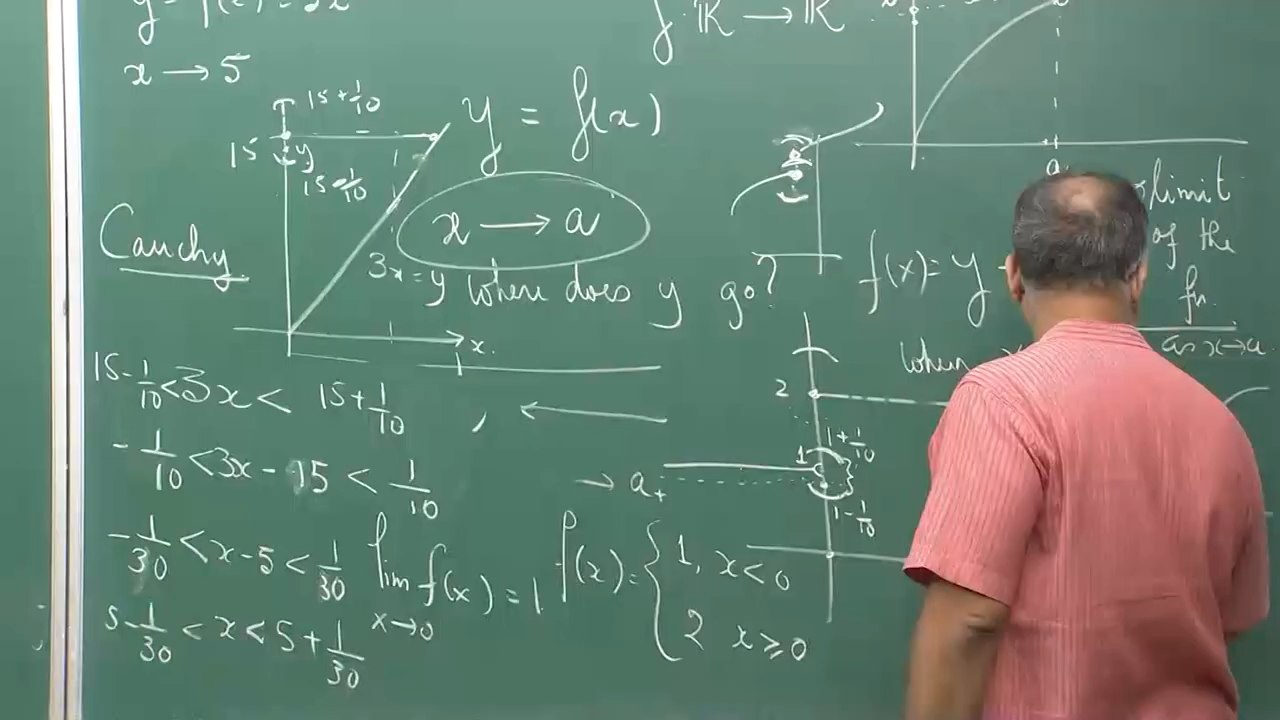 x → 5
15 + 1/10
y = f(x)
15
y
15 - 1/10
Cauchy
x → a
3x = y
Where does y go?
x
15 - 1/10 < 3x < 15 + 1/10 ,
- 1/10 < 3x - 15 < 1/10
- 1/30 < x - 5 < 1/30
5 - 1/30 < x < 5 + 1/30
lim f(x) = 1
x → 0
f(x) = { 1, x < 0
2 x ≥ 0
ℝ → ℝ
a
limit
of the
fn.
as x → a
f(x) = y
when
2
1 + 1/10
1
1 - 1/10
→ a+